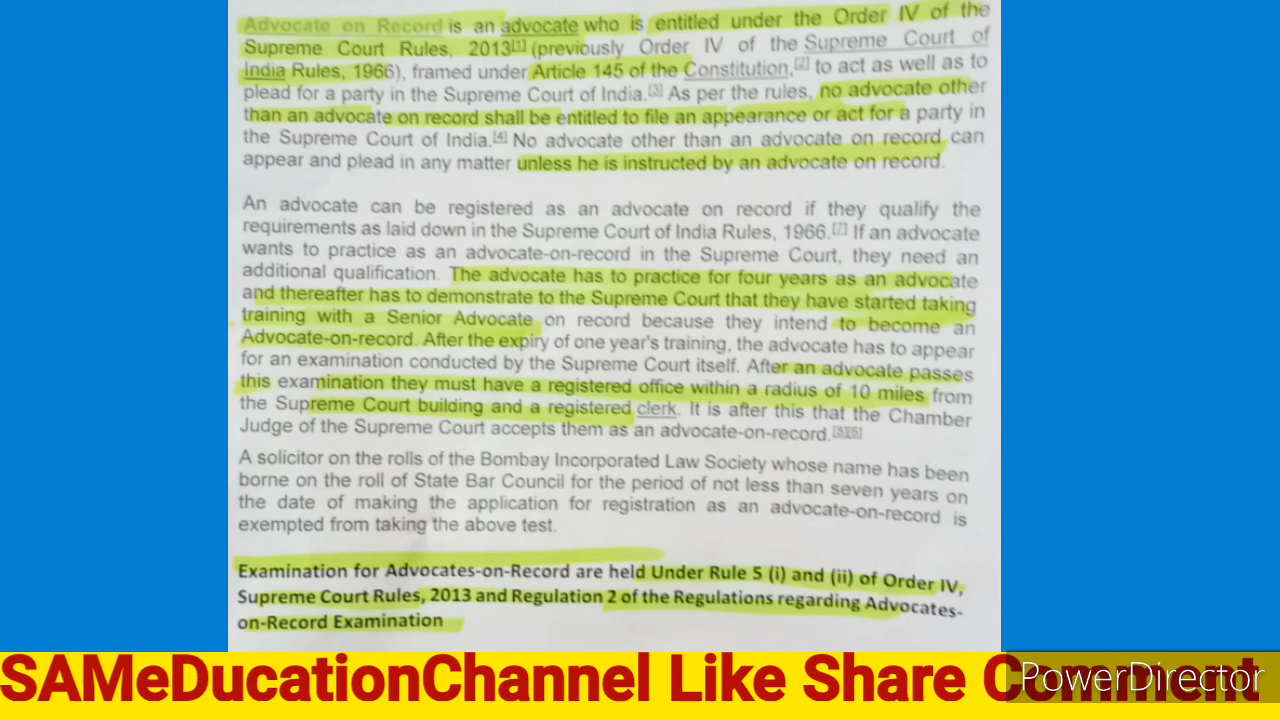 Advocate on Record is an advocate who is entitled under the Order IV of the
Supreme Court Rules, 2013[1] (previously Order IV of the Supreme Court of
India Rules, 1966), framed under Article 145 of the Constitution,[2] to act as well as to
plead for a party in the Supreme Court of India.[3] As per the rules, no advocate other
than an advocate on record shall be entitled to file an appearance or act for a party in
the Supreme Court of India.[4] No advocate other than an advocate on record can
appear and plead in any matter unless he is instructed by an advocate on record.
An advocate can be registered as an advocate on record if they qualify the
requirements as laid down in the Supreme Court of India Rules, 1966.[7] If an advocate
wants to practice as an advocate-on-record in the Supreme Court, they need an
additional qualification. The advocate has to practice for four years as an advocate
and thereafter has to demonstrate to the Supreme Court that they have started taking
training with a Senior Advocate on record because they intend to become an
Advocate-on-record. After the expiry of one year's training, the advocate has to appear
for an examination conducted by the Supreme Court itself. After an advocate passes
this examination they must have a registered office within a radius of 10 miles from
the Supreme Court building and a registered clerk. It is after this that the Chamber
Judge of the Supreme Court accepts them as an advocate-on-record.
A solicitor on the rolls of the Bombay Incorporated Law Society whose name has been
borne on the roll of State Bar Council for the period of not less than seven years on
the date of making the application for registration as an advocate-on-record is
exempted from taking the above test.
Examination for Advocates-on-Record are held Under Rule 5 (i) and (ii) of Order IV,
Supreme Court Rules, 2013 and Regulation 2 of the Regulations regarding Advocates-
on-Record Examination
SAMeDucationChannel Like Share Comment
PowerDirector